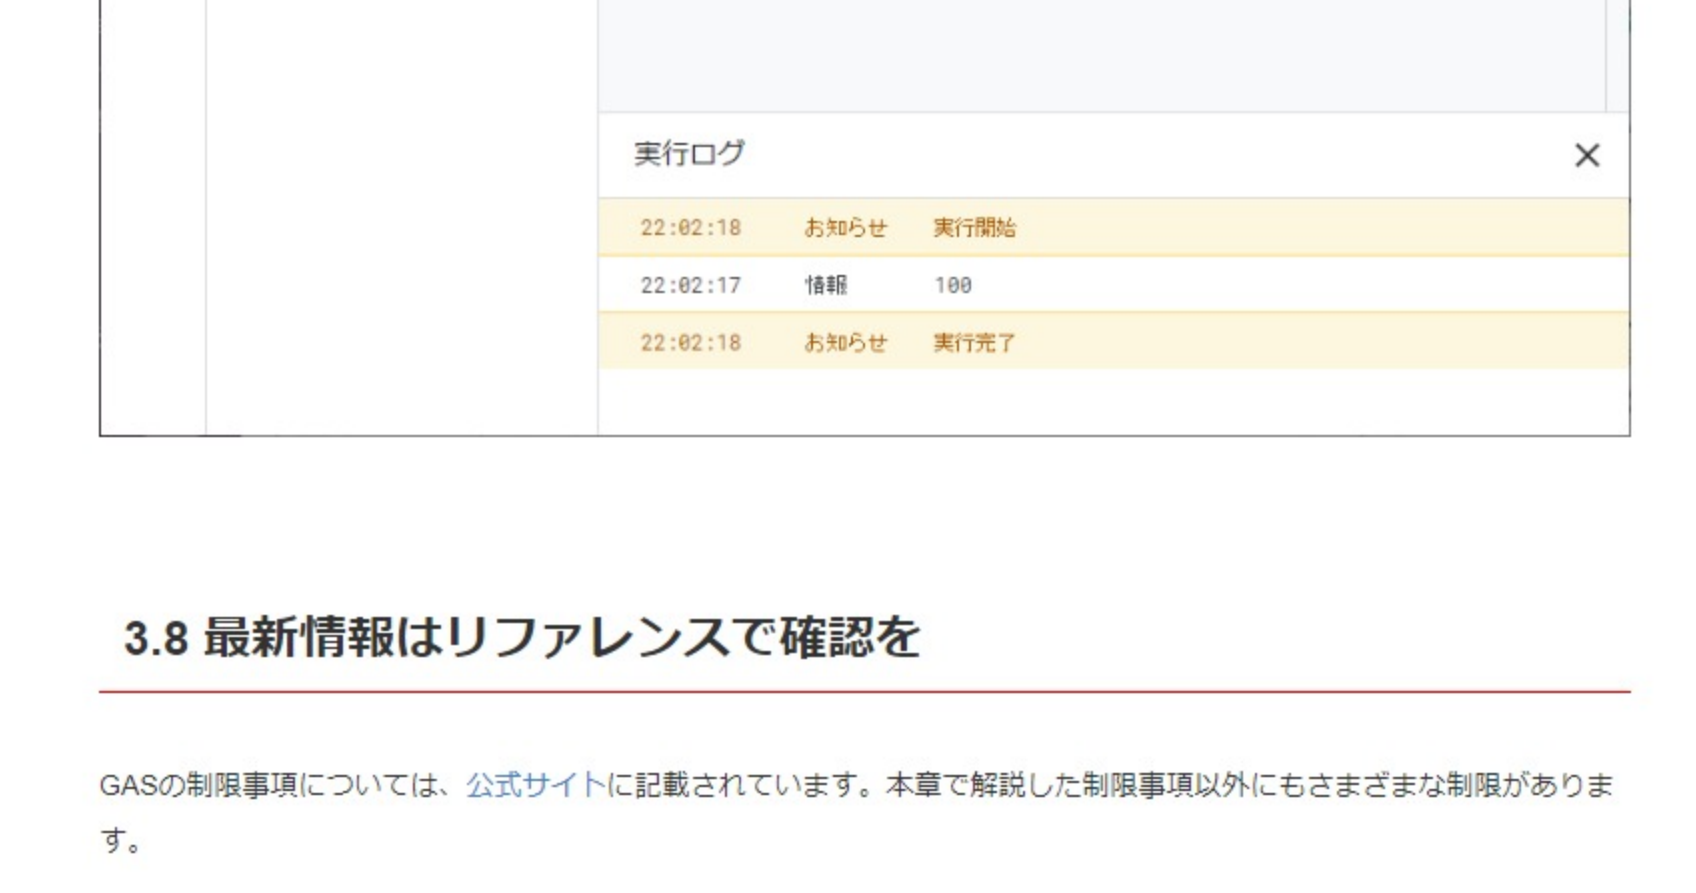 実行ログ
22:02:18 お知らせ 実行開始
22:02:17 情報 100
22:02:18 お知らせ 実行完了
3.8 最新情報はリファレンスで確認を
GASの制限事項については、公式サイトに記載されています。本章で解説した制限事項以外にもさまざまな制限がありま
す。